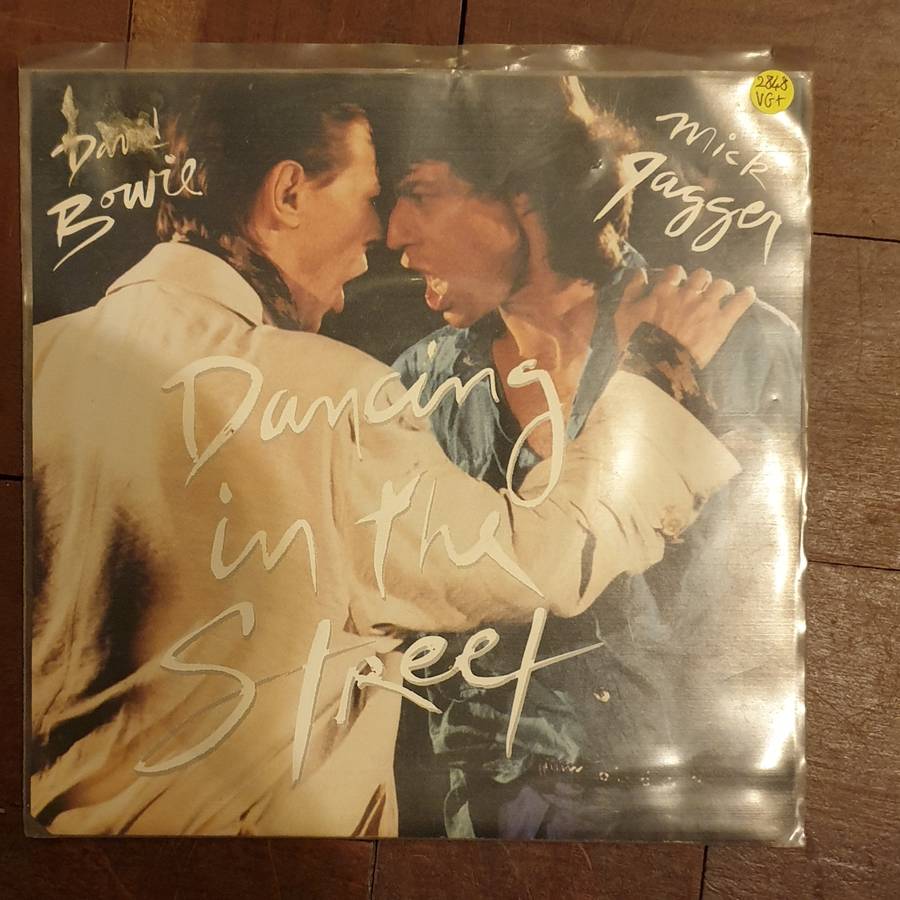 David
Bowie
Mick
Jagger
2848
VG+
Dancing
in the
Street